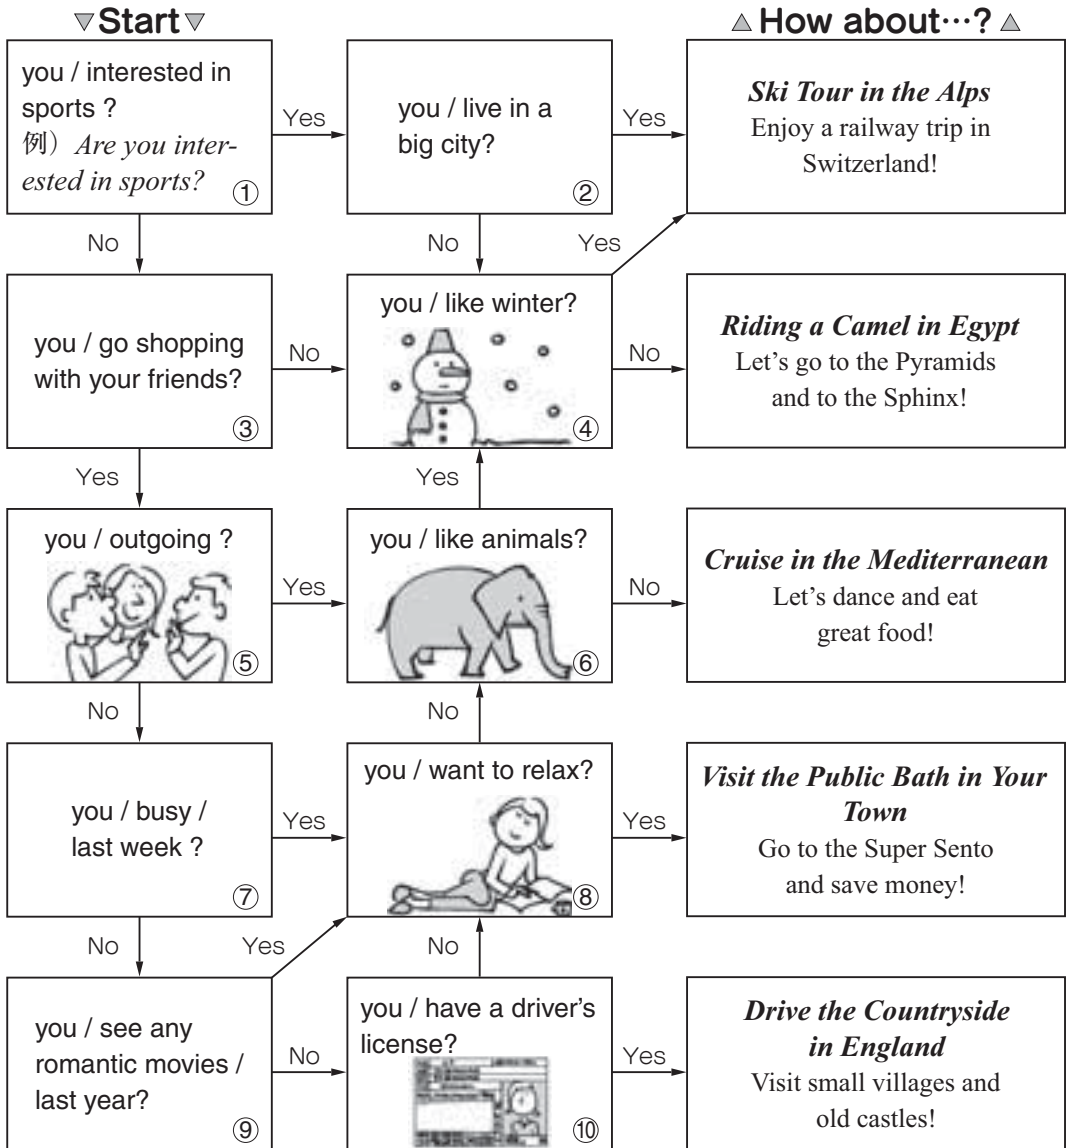 ▽Start▽
△How about…?△
you / interested in
sports ?
例）Are you inter-
ested in sports?
①
Yes
you / live in a
big city?
②
Yes
Ski Tour in the Alps
Enjoy a railway trip in
Switzerland!
No
No
Yes
you / go shopping
with your friends?
③
No
you / like winter?
④
No
Riding a Camel in Egypt
Let's go to the Pyramids
and to the Sphinx!
Yes
Yes
you / outgoing ?
⑤
Yes
you / like animals?
⑥
No
Cruise in the Mediterranean
Let's dance and eat
great food!
No
No
you / busy /
last week ?
⑦
Yes
you / want to relax?
⑧
Yes
Visit the Public Bath in Your
Town
Go to the Super Sento
and save money!
No
Yes
No
you / see any
romantic movies /
last year?
⑨
No
you / have a driver's
license?
⑩
Yes
Drive the Countryside
in England
Visit small villages and
old castles!